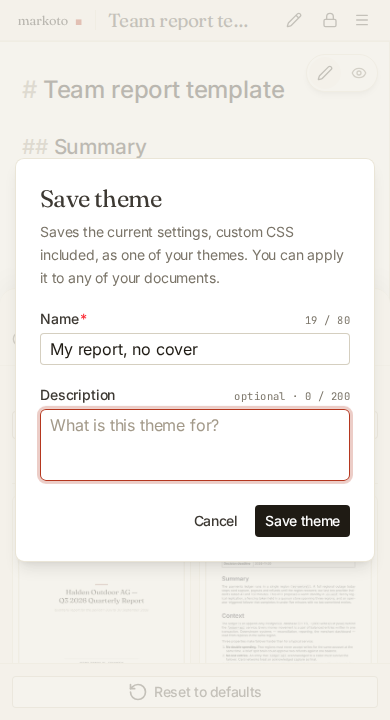 markoto
Team report te...
# Team report template
## Summary
Save theme
Saves the current settings, custom CSS
included, as one of your themes. You can apply
it to any of your documents.
Name*
19 / 80
My report, no cover
Description
optional · 0 / 200
What is this theme for?
Cancel
Save theme
Halden Outdoor AG —
Q3 2028 Quarterly Report
Summary
Context
Reset to defaults